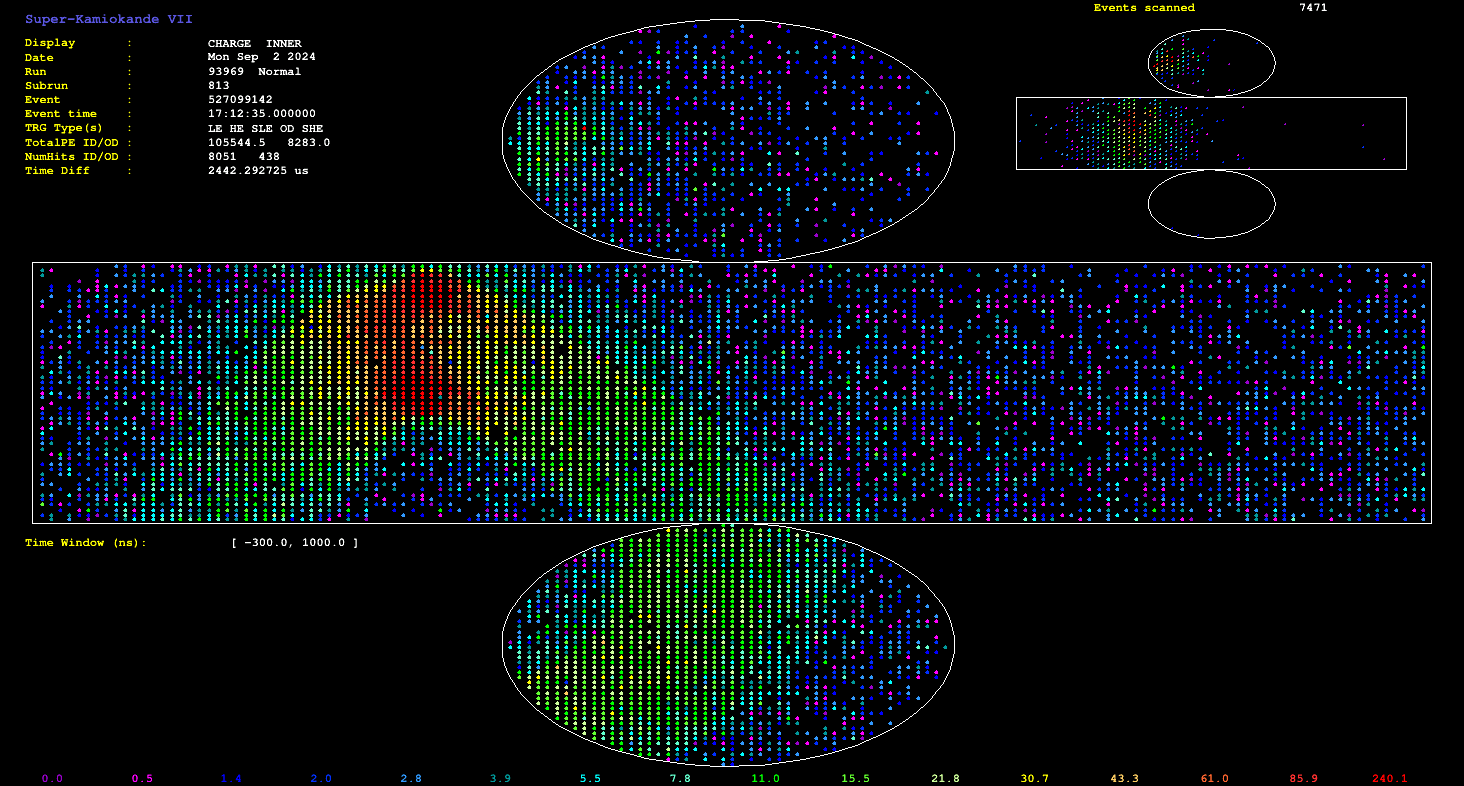 Super-Kamiokande VII
Events scanned 7471
Display : CHARGE INNER
Date : Mon Sep 2 2024
Run : 93969 Normal
Subrun : 813
Event : 527099142
Event time : 17:12:35.000000
TRG Type(s) : LE HE SLE OD SHE
TotalPE ID/OD : 105544.5 8283.0
NumHits ID/OD : 8051 438
Time Diff : 2442.292725 us
Time Window (ns): [ -300.0, 1000.0 ]
0.0 0.5 1.4 2.0 2.8 3.9 5.5 7.8 11.0 15.5 21.8 30.7 43.3 61.0 85.9 240.1